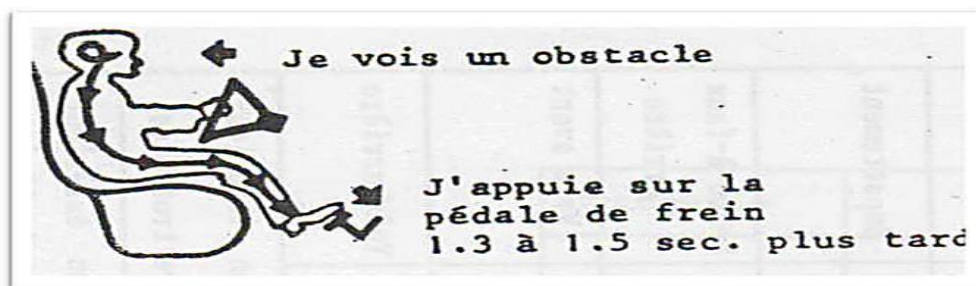 Je vois un obstacle
J'appuie sur la
pédale de frein
1.3 à 1.5 sec. plus tard